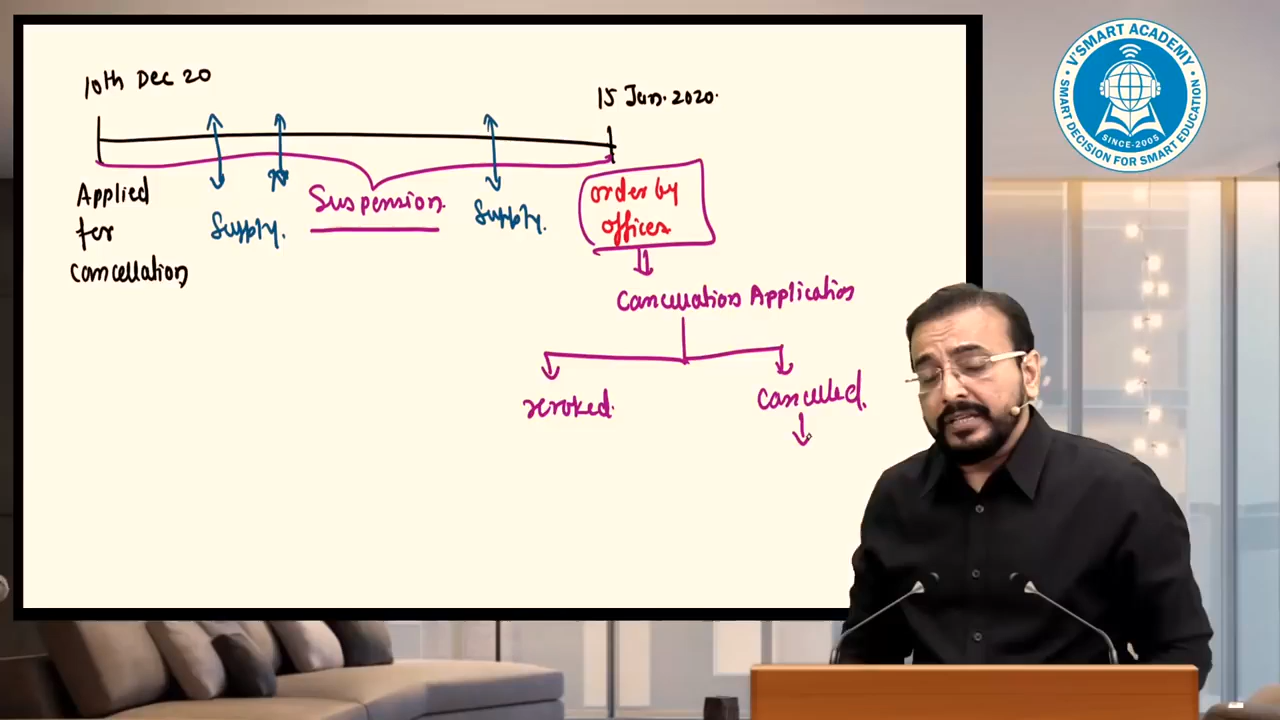 10th Dec 20
15 Jan. 2020.
Applied
for
cancellation
Supply.
Suspension.
Supply.
order by
officer
Cancellation Application
revoked.
Cancelled.
V'SMART ACADEMY
SINCE-2005
SMART DECISION FOR SMART EDUCATION